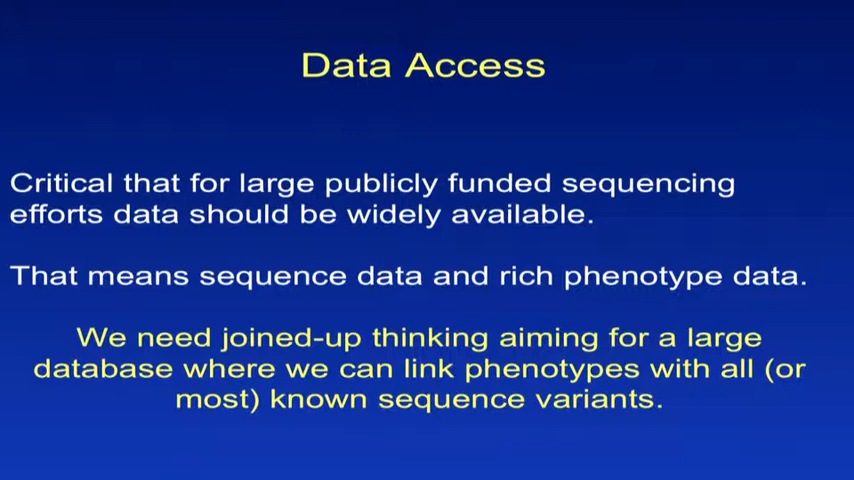 Data Access
Critical that for large publicly funded sequencing
efforts data should be widely available.
That means sequence data and rich phenotype data.
We need joined-up thinking aiming for a large
database where we can link phenotypes with all (or
most) known sequence variants.